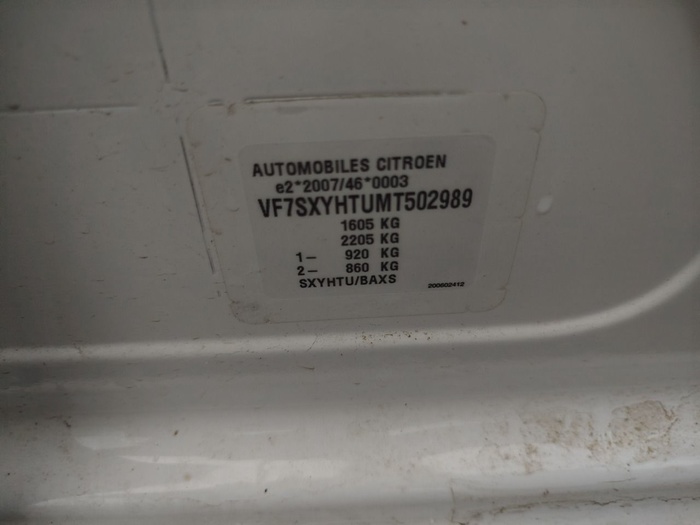 AUTOMOBILES CITROEN
e2*2007/46*0003
VF7SXYHTUMT502989
1605 KG
2205 KG
1– 920 KG
2– 860 KG
SXYHTU/BAXS 200602412